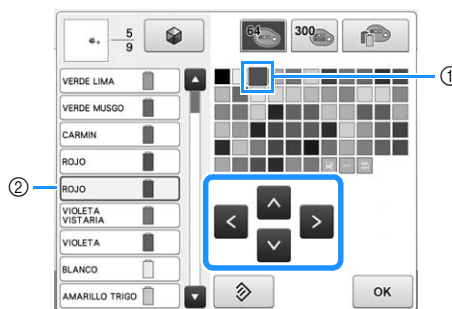 5
9
64
300
①
VERDE LIMA
VERDE MUSGO
CARMIN
ROJO
② ROJO
VIOLETA
VISTARIA
VIOLETA
BLANCO
AMARILLO TRIGO
OK